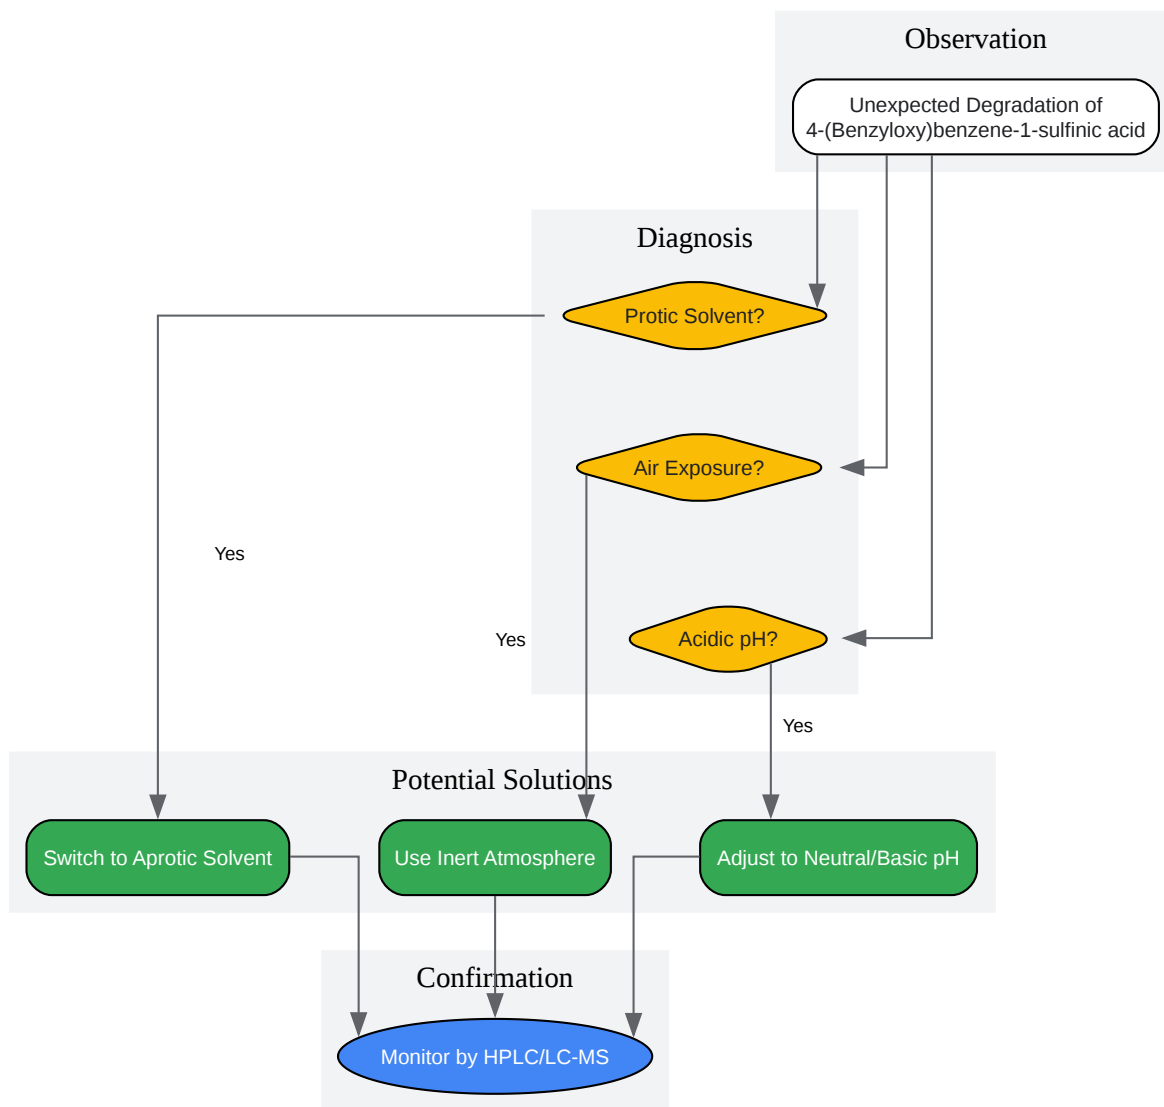 Observation
Unexpected Degradation of
4-(Benzyloxy)benzene-1-sulfinic acid
Diagnosis
Protic Solvent?
Air Exposure?
Yes
Acidic pH?
Yes
Yes
Potential Solutions
Switch to Aprotic Solvent
Use Inert Atmosphere
Adjust to Neutral/Basic pH
Confirmation
Monitor by HPLC/LC-MS